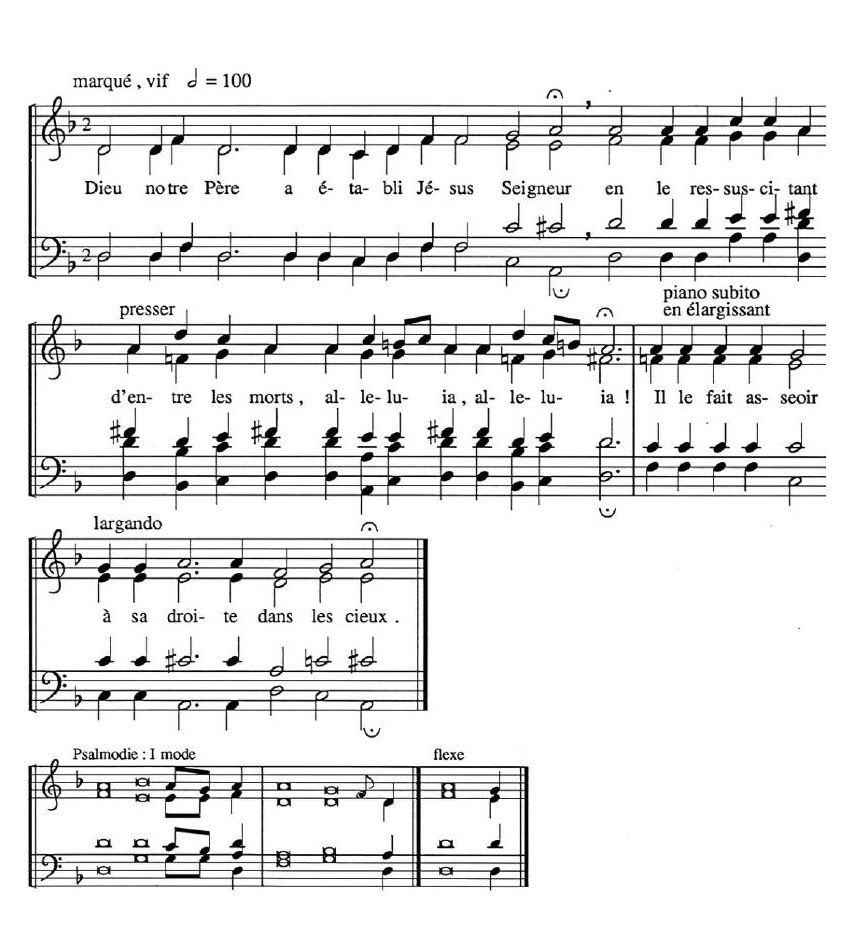 marqué , vif 𝅗𝅥 = 100
2
Dieu notre Père a é- ta- bli Jé- sus Seigneur en le res- sus- ci- tant
2
presser
piano subito
en élargissant
d'en- tre les morts , al- le- lu- ia , al- le- lu- ia ! Il le fait as- seoir
largando
à sa droi- te dans les cieux .
Psalmodie : I mode
flexe